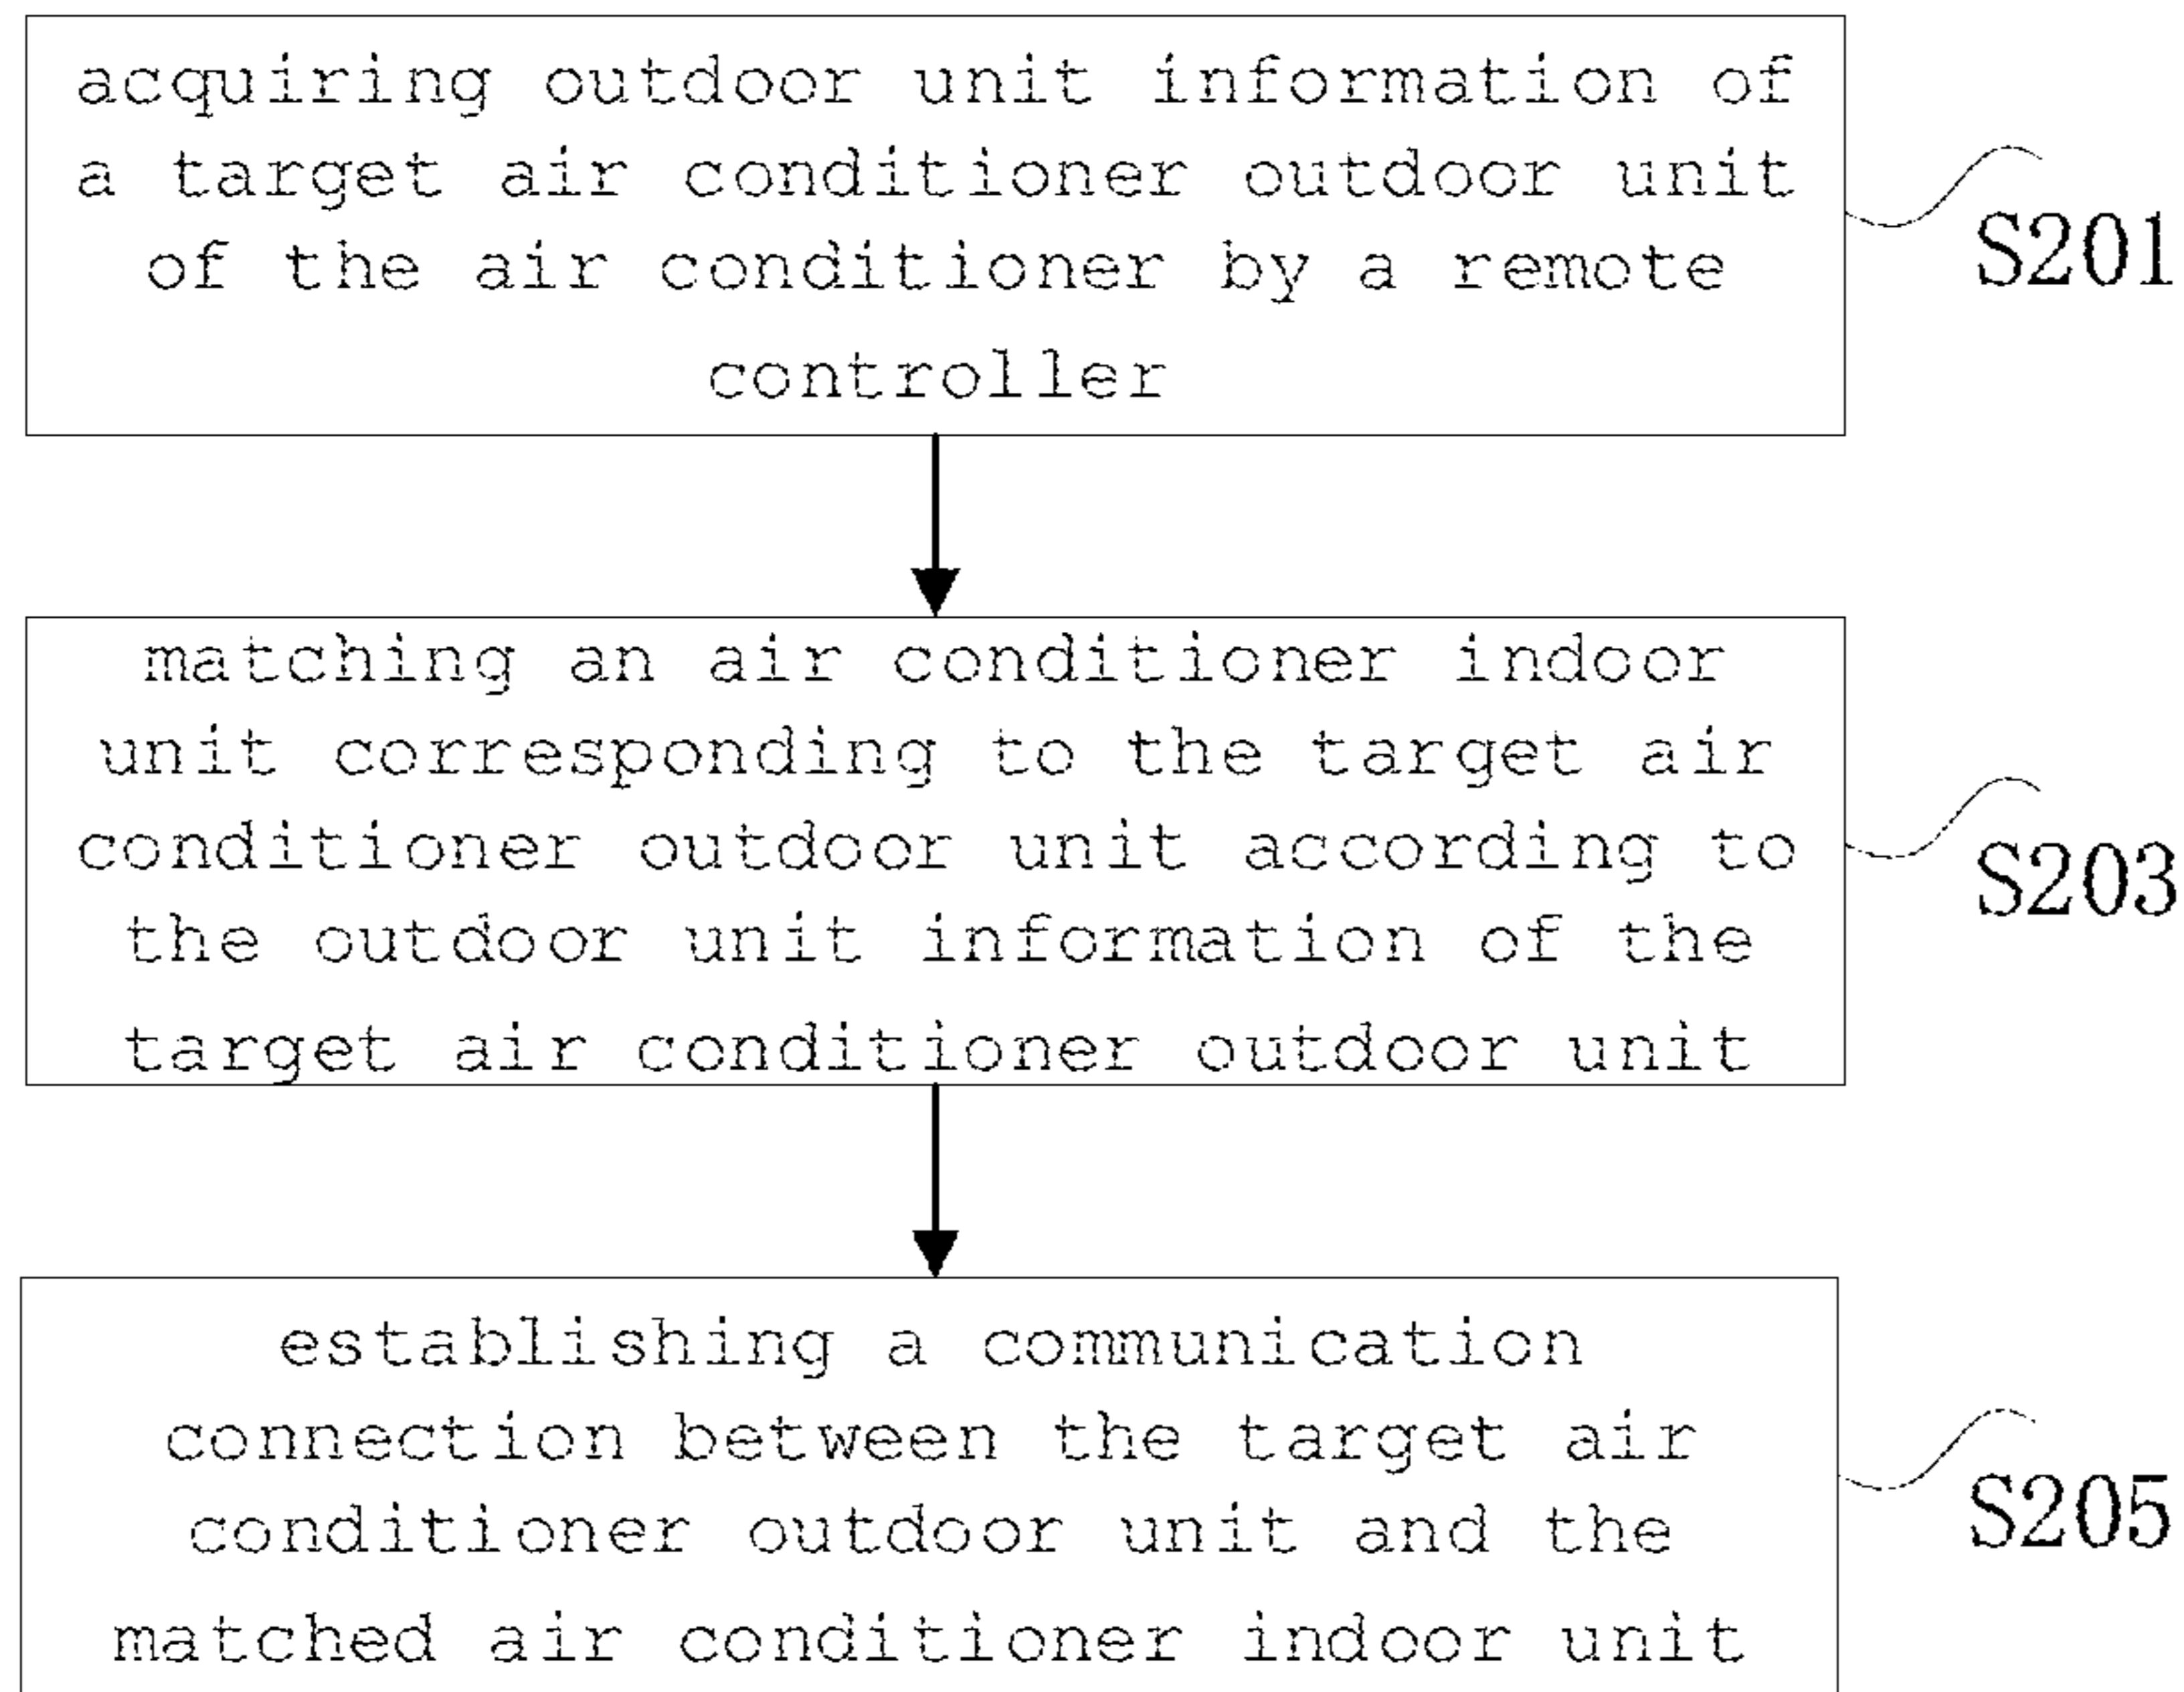 acquiring outdoor unit information of
a target air conditioner outdoor unit
of the air conditioner by a remote
controller
S201
matching an air conditioner indoor
unit corresponding to the target air
conditioner outdoor unit according to
the outdoor unit information of the
target air conditioner outdoor unit
S203
establishing a communication
connection between the target air
conditioner outdoor unit and the
matched air conditioner indoor unit
S205